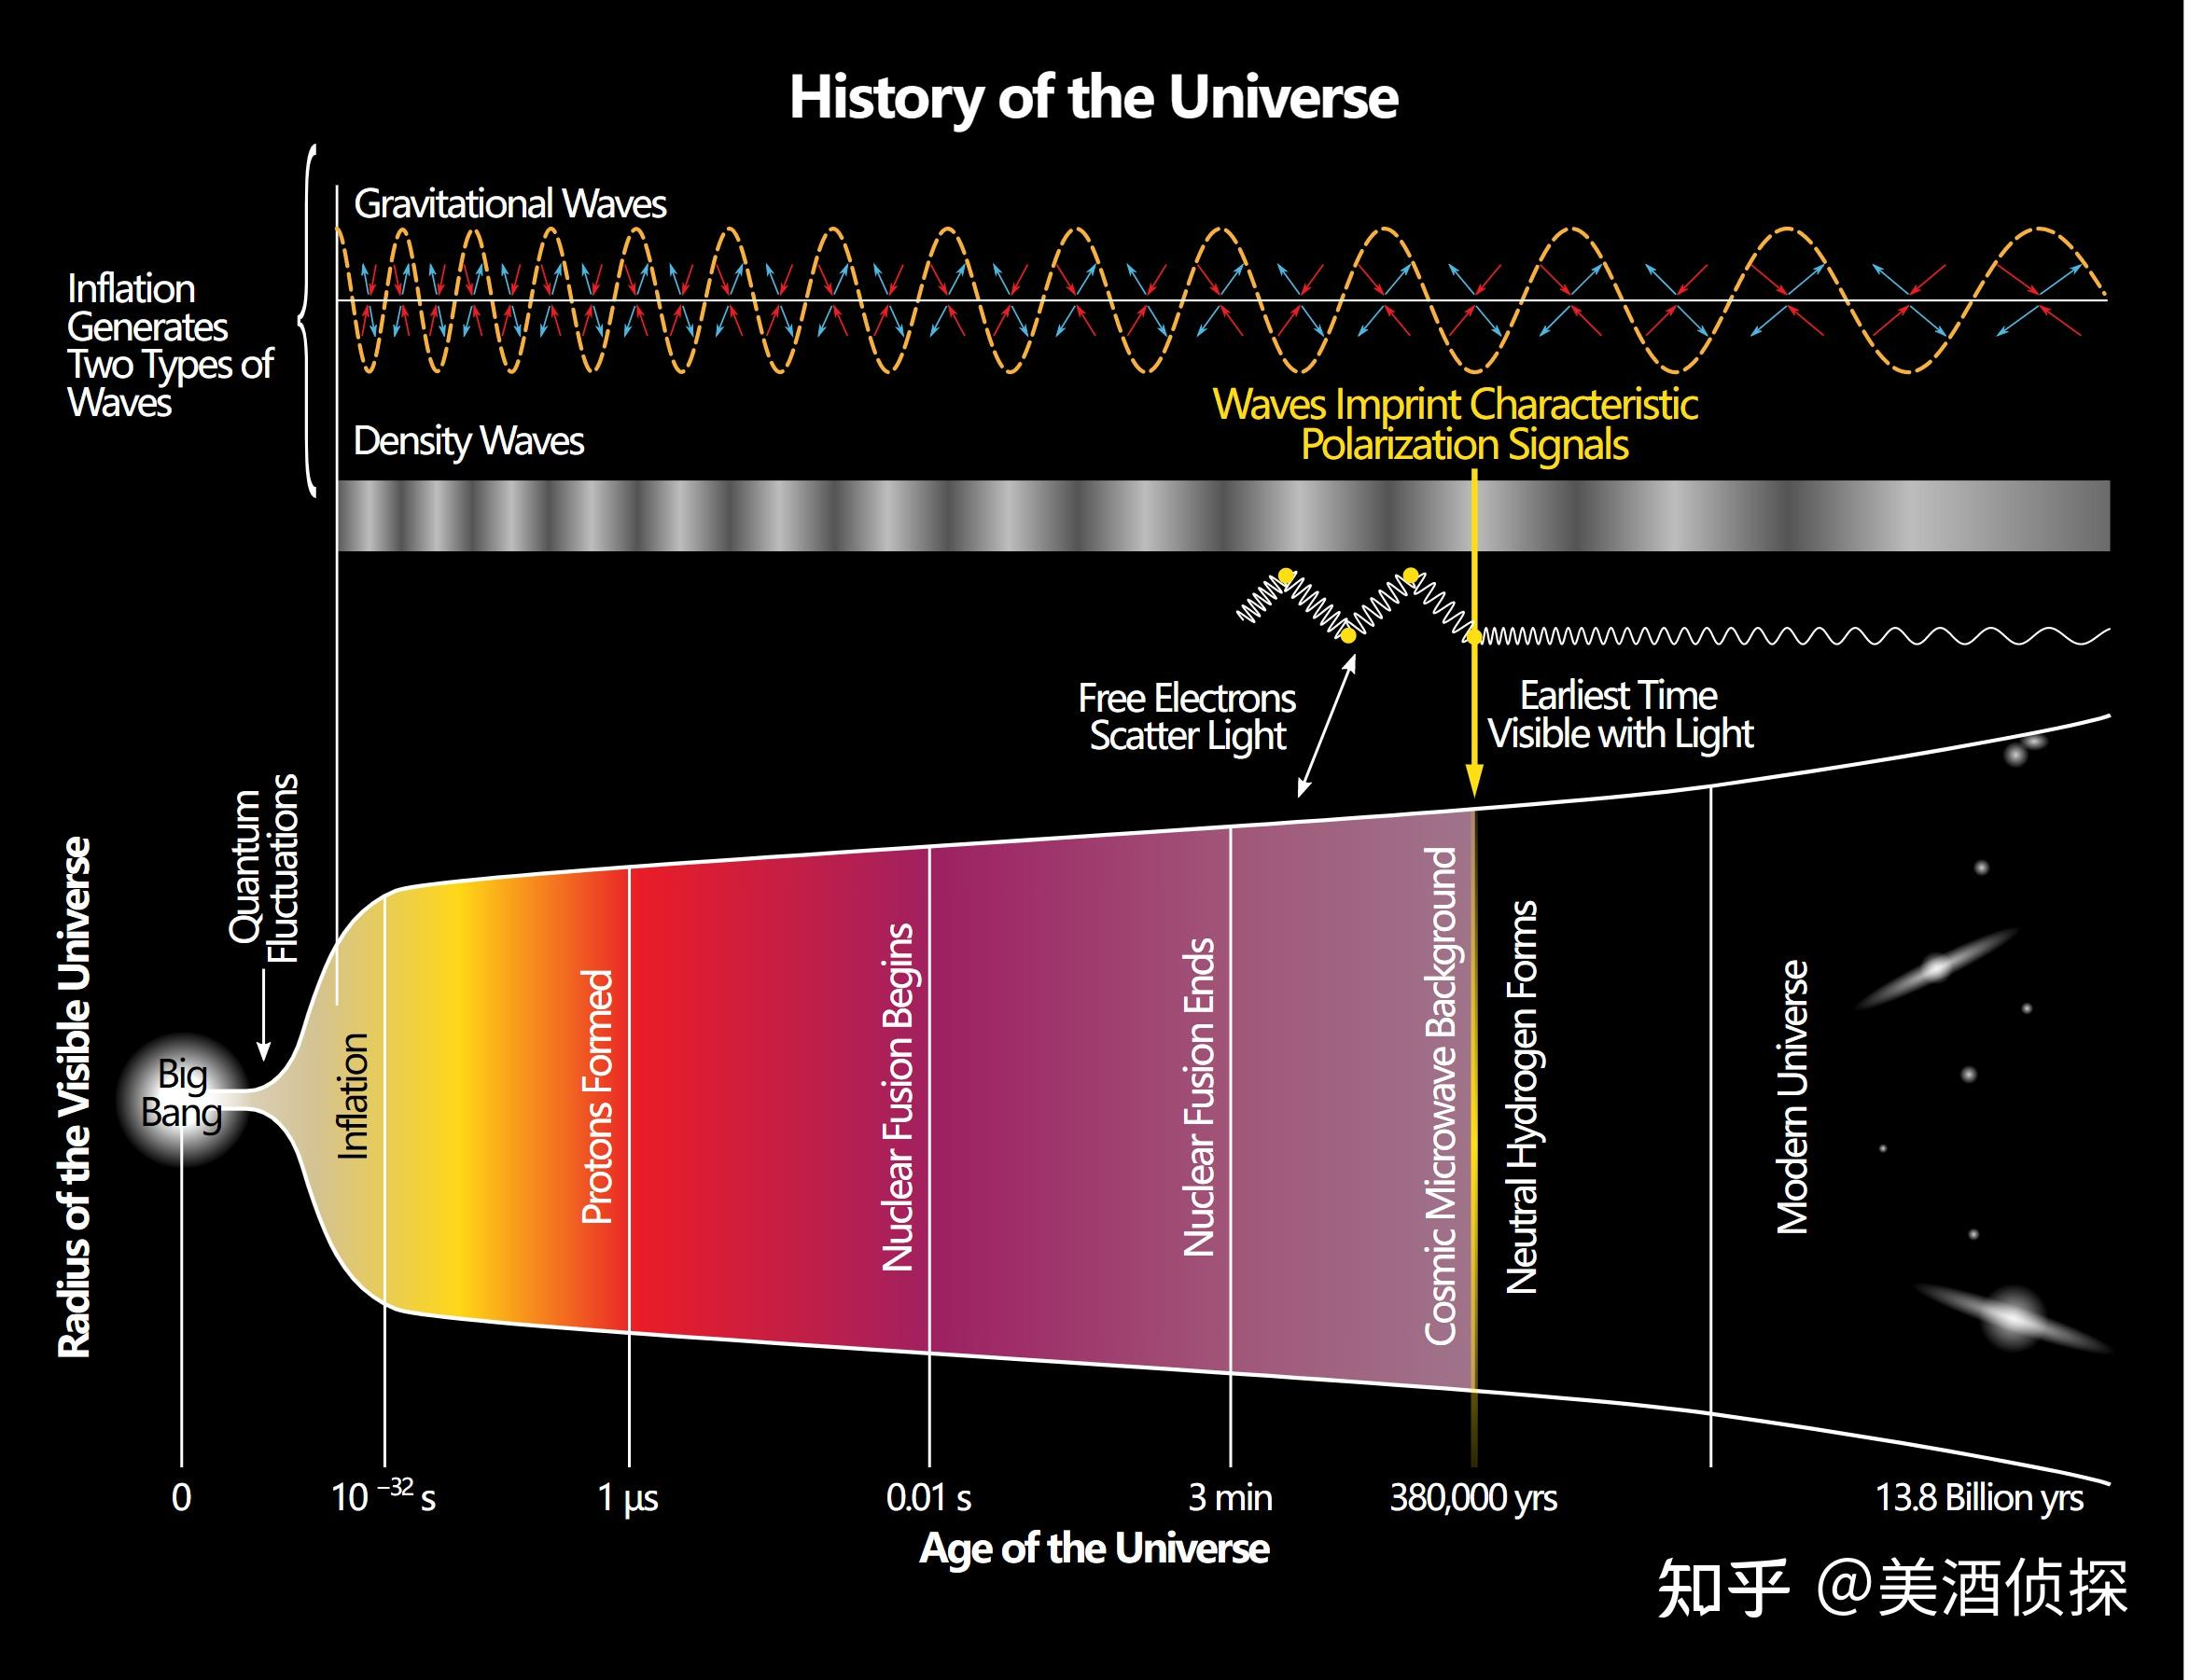 History of the Universe
Gravitational Waves
Inflation
Generates
Two Types of
Waves
Waves Imprint Characteristic
Polarization Signals
Density Waves
Free Electrons
Scatter Light
Earliest Time
Visible with Light
Quantum
Fluctuations
Radius of the Visible Universe
Big
Bang
Inflation
Protons Formed
Nuclear Fusion Begins
Nuclear Fusion Ends
Cosmic Microwave Background
Neutral Hydrogen Forms
Modern Universe
0
10⁻³² s
1 µs
0.01 s
3 min
380,000 yrs
13.8 Billion yrs
Age of the Universe
知乎 @美酒侦探